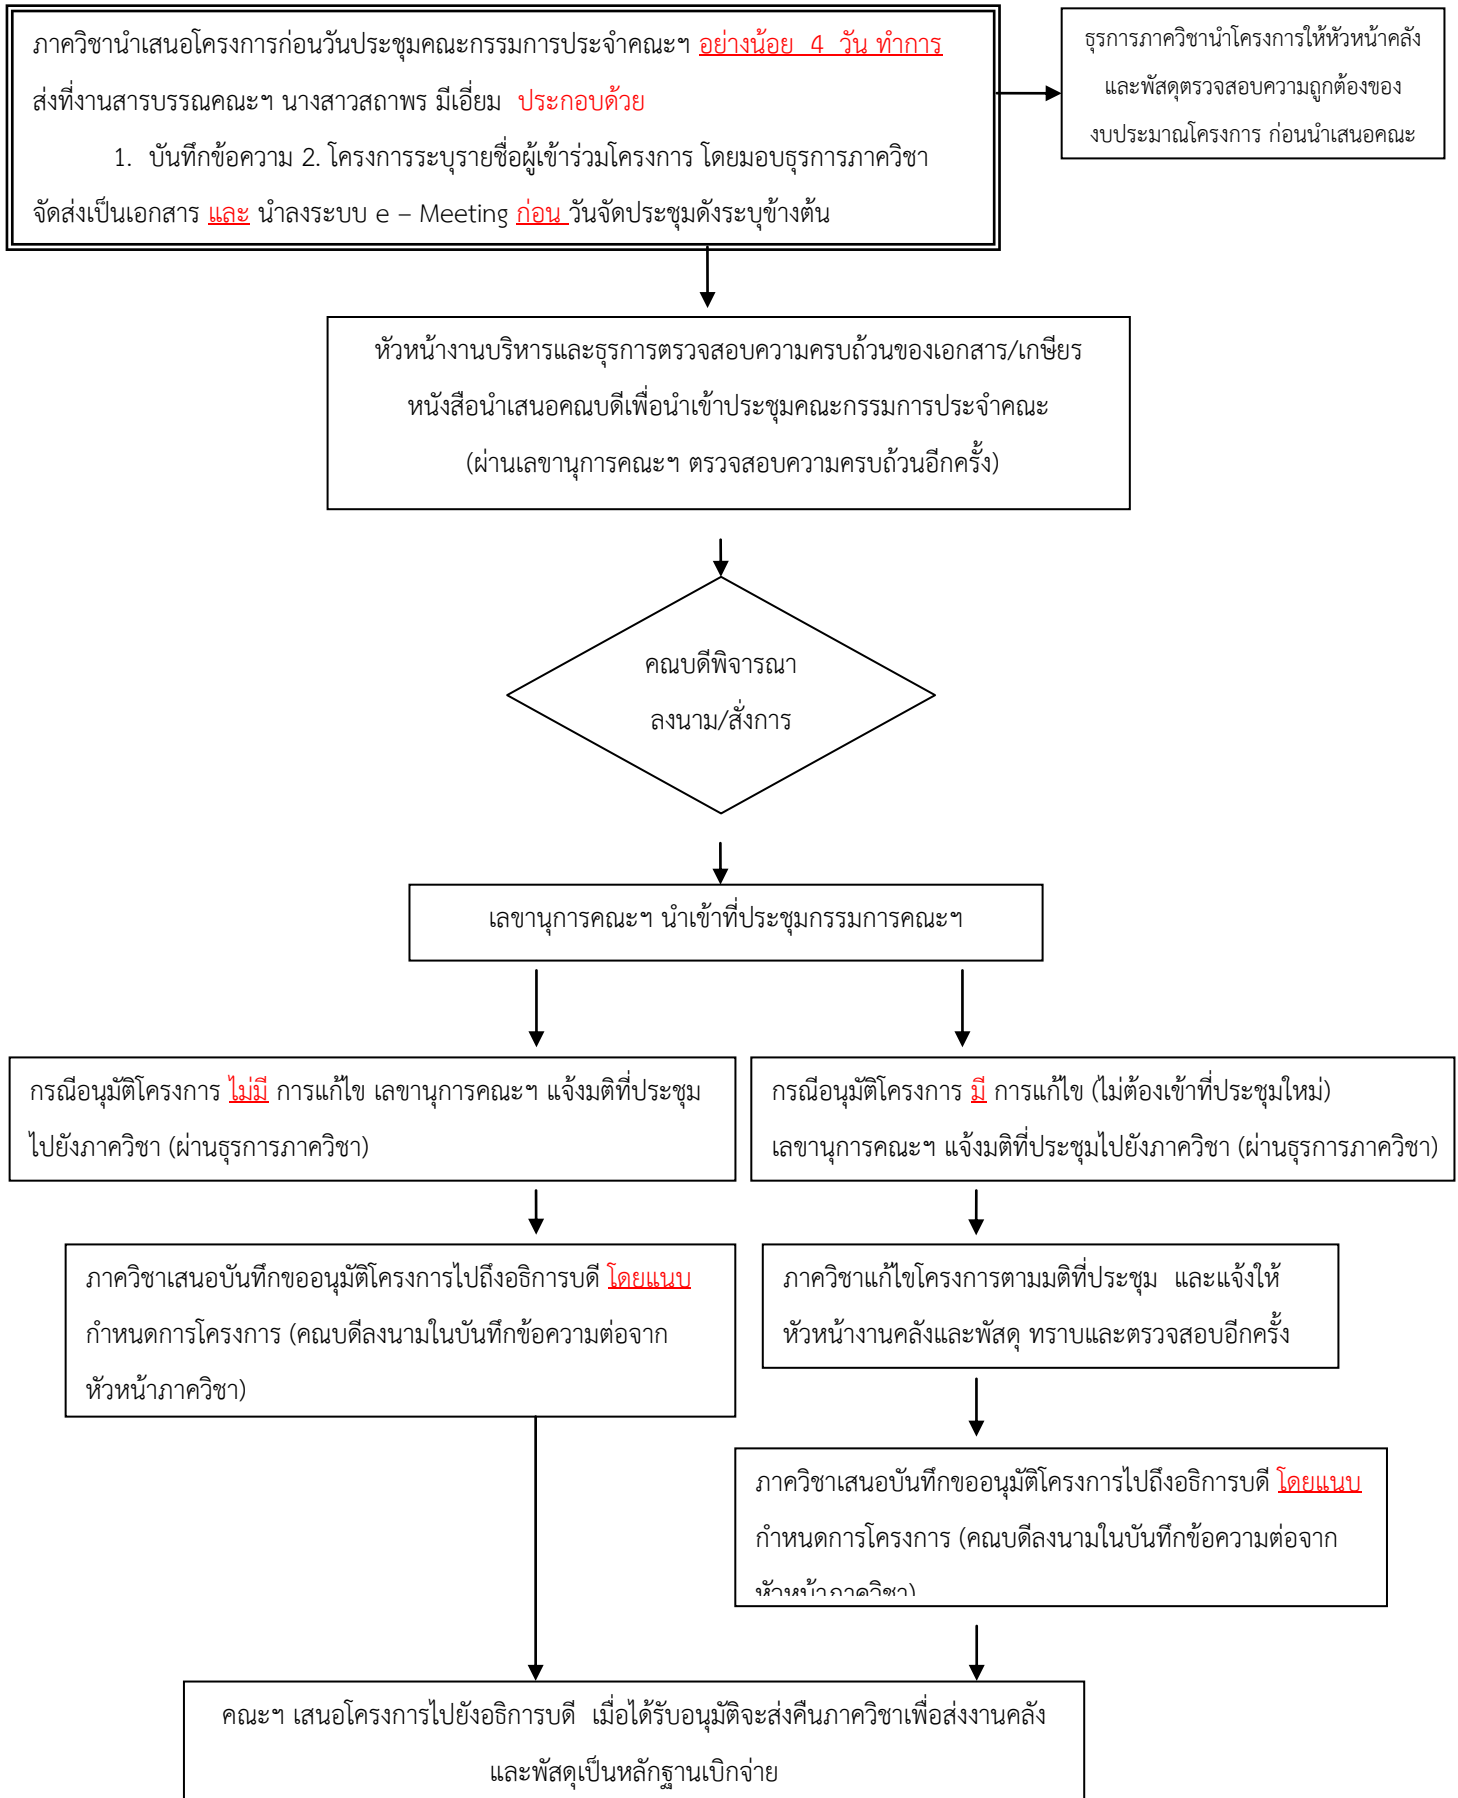 ภาควิชานำเสนอโครงการก่อนวันประชุมคณะกรรมการประจำคณะฯ อย่างน้อย 4 วัน ทำการ
ส่งที่งานสารบรรณคณะฯ นางสาวสถาพร มีเอี่ยม ประกอบด้วย
1. บันทึกข้อความ 2. โครงการระบุรายชื่อผู้เข้าร่วมโครงการ โดยมอบธุรการภาควิชา
จัดส่งเป็นเอกสาร และ นำลงระบบ e – Meeting ก่อน วันจัดประชุมดังระบุข้างต้น
ธุรการภาควิชานำโครงการให้หัวหน้าคลัง
และพัสดุตรวจสอบความถูกต้องของ
งบประมาณโครงการ ก่อนนำเสนอคณะ
หัวหน้างานบริหารและธุรการตรวจสอบความครบถ้วนของเอกสาร/เกษียร
หนังสือนำเสนอคณบดีเพื่อนำเข้าประชุมคณะกรรมการประจำคณะ
(ผ่านเลขานุการคณะฯ ตรวจสอบความครบถ้วนอีกครั้ง)
คณบดีพิจารณา
ลงนาม/สั่งการ
เลขานุการคณะฯ นำเข้าที่ประชุมกรรมการคณะฯ
กรณีอนุมัติโครงการ ไม่มี การแก้ไข เลขานุการคณะฯ แจ้งมติที่ประชุม
ไปยังภาควิชา (ผ่านธุรการภาควิชา)
กรณีอนุมัติโครงการ มี การแก้ไข (ไม่ต้องเข้าที่ประชุมใหม่)
เลขานุการคณะฯ แจ้งมติที่ประชุมไปยังภาควิชา (ผ่านธุรการภาควิชา)
ภาควิชาเสนอบันทึกขออนุมัติโครงการไปถึงอธิการบดี โดยแนบ
กำหนดการโครงการ (คณบดีลงนามในบันทึกข้อความต่อจาก
หัวหน้าภาควิชา)
ภาควิชาแก้ไขโครงการตามมติที่ประชุม และแจ้งให้
หัวหน้างานคลังและพัสดุ ทราบและตรวจสอบอีกครั้ง
ภาควิชาเสนอบันทึกขออนุมัติโครงการไปถึงอธิการบดี โดยแนบ
กำหนดการโครงการ (คณบดีลงนามในบันทึกข้อความต่อจาก
หัวหน้าภาควิชา)
คณะฯ เสนอโครงการไปยังอธิการบดี เมื่อได้รับอนุมัติจะส่งคืนภาควิชาเพื่อส่งงานคลัง
และพัสดุเป็นหลักฐานเบิกจ่าย